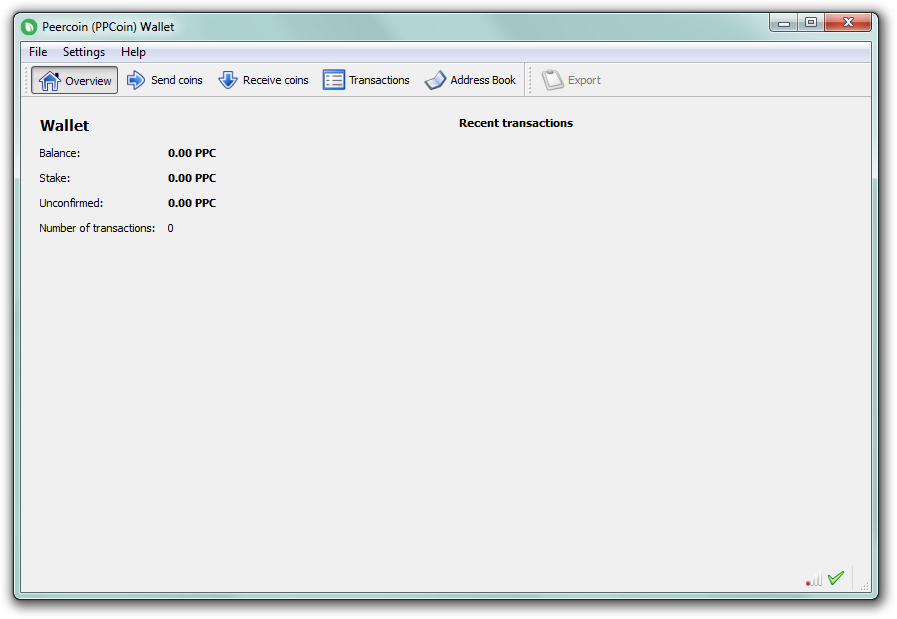 Peercoin (PPCoin) Wallet
File Settings Help
Overview Send coins Receive coins Transactions Address Book Export
Wallet
Balance: 0.00 PPC
Stake: 0.00 PPC
Unconfirmed: 0.00 PPC
Number of transactions: 0
Recent transactions